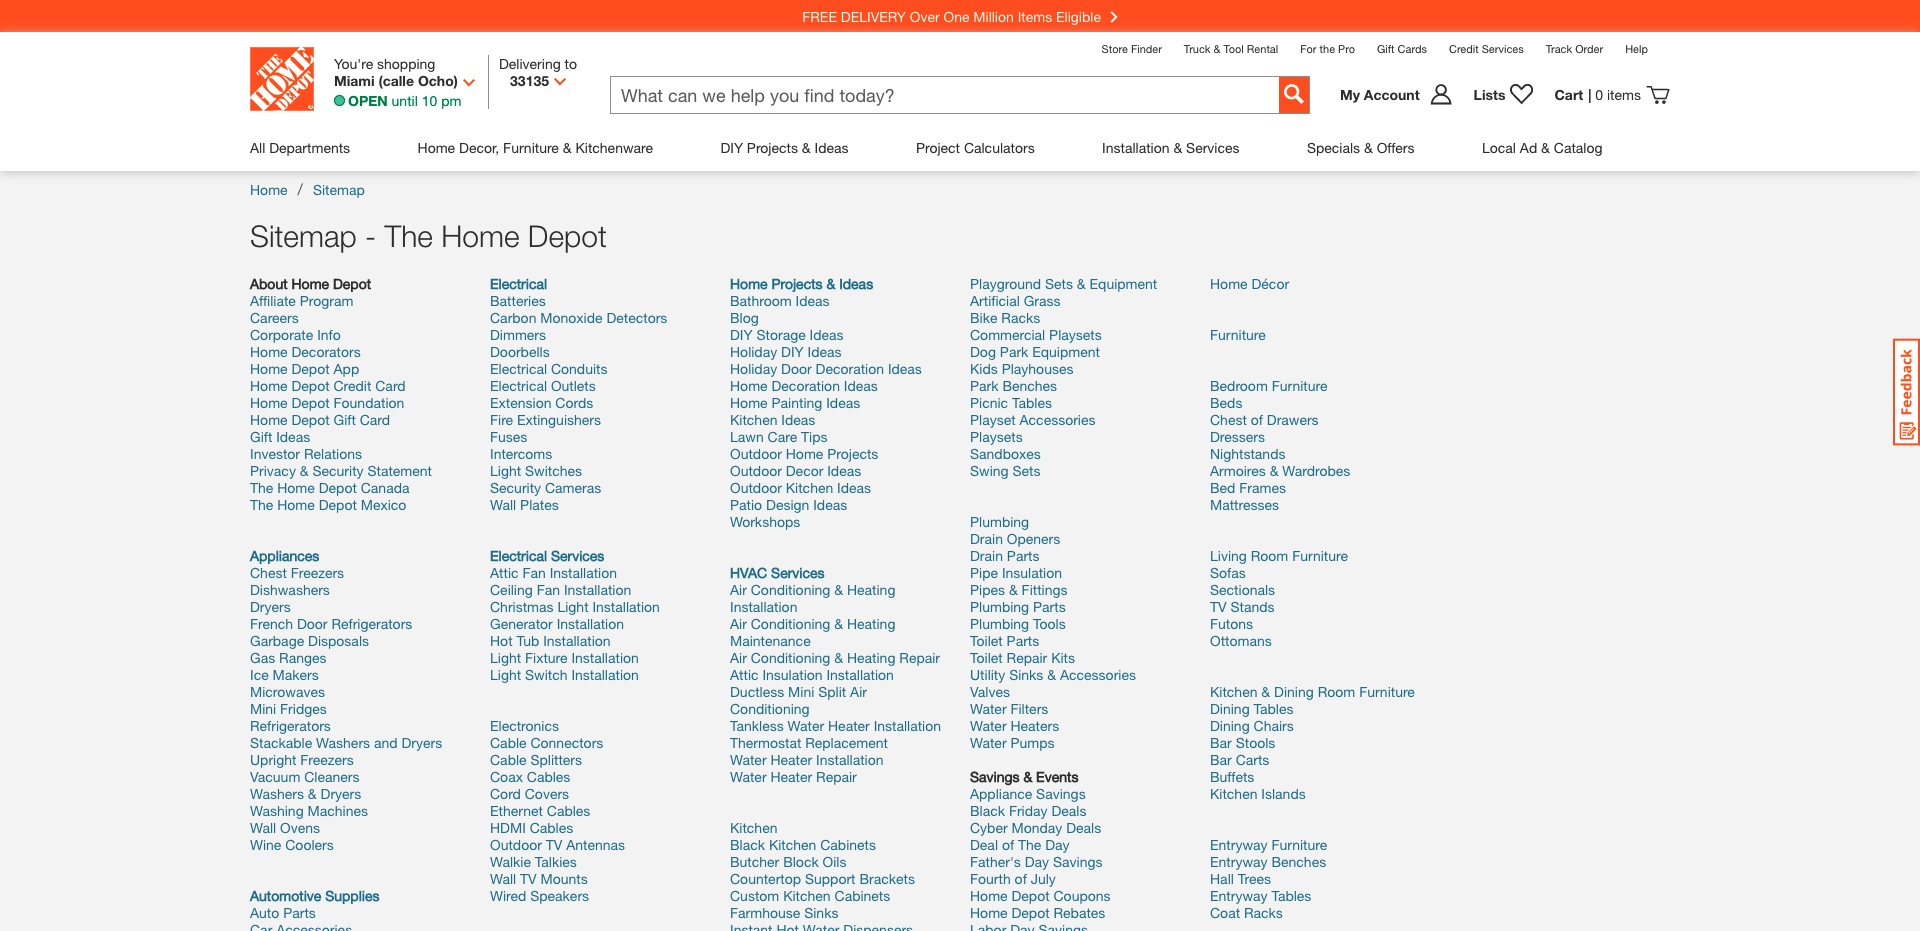 FREE DELIVERY Over One Million Items Eligible
THE HOME DEPOT
You're shopping
Miami (calle Ocho)
OPEN until 10 pm
Delivering to
33135
Store Finder
Truck & Tool Rental
For the Pro
Gift Cards
Credit Services
Track Order
Help
What can we help you find today?
My Account
Lists
Cart | 0 items
All Departments
Home Decor, Furniture & Kitchenware
DIY Projects & Ideas
Project Calculators
Installation & Services
Specials & Offers
Local Ad & Catalog
Home / Sitemap
Sitemap - The Home Depot
About Home Depot
Affiliate Program
Careers
Corporate Info
Home Decorators
Home Depot App
Home Depot Credit Card
Home Depot Foundation
Home Depot Gift Card
Gift Ideas
Investor Relations
Privacy & Security Statement
The Home Depot Canada
The Home Depot Mexico
Appliances
Chest Freezers
Dishwashers
Dryers
French Door Refrigerators
Garbage Disposals
Gas Ranges
Ice Makers
Microwaves
Mini Fridges
Refrigerators
Stackable Washers and Dryers
Upright Freezers
Vacuum Cleaners
Washers & Dryers
Washing Machines
Wall Ovens
Wine Coolers
Automotive Supplies
Auto Parts
Car Accessories
Electrical
Batteries
Carbon Monoxide Detectors
Dimmers
Doorbells
Electrical Conduits
Electrical Outlets
Extension Cords
Fire Extinguishers
Fuses
Intercoms
Light Switches
Security Cameras
Wall Plates
Electrical Services
Attic Fan Installation
Ceiling Fan Installation
Christmas Light Installation
Generator Installation
Hot Tub Installation
Light Fixture Installation
Light Switch Installation
Electronics
Cable Connectors
Cable Splitters
Coax Cables
Cord Covers
Ethernet Cables
HDMI Cables
Outdoor TV Antennas
Walkie Talkies
Wall TV Mounts
Wired Speakers
Home Projects & Ideas
Bathroom Ideas
Blog
DIY Storage Ideas
Holiday DIY Ideas
Holiday Door Decoration Ideas
Home Decoration Ideas
Home Painting Ideas
Kitchen Ideas
Lawn Care Tips
Outdoor Home Projects
Outdoor Decor Ideas
Outdoor Kitchen Ideas
Patio Design Ideas
Workshops
HVAC Services
Air Conditioning & Heating
Installation
Air Conditioning & Heating
Maintenance
Air Conditioning & Heating Repair
Attic Insulation Installation
Ductless Mini Split Air
Conditioning
Tankless Water Heater Installation
Thermostat Replacement
Water Heater Installation
Water Heater Repair
Kitchen
Black Kitchen Cabinets
Butcher Block Oils
Countertop Support Brackets
Custom Kitchen Cabinets
Farmhouse Sinks
Instant Hot Water Dispensers
Playground Sets & Equipment
Artificial Grass
Bike Racks
Commercial Playsets
Dog Park Equipment
Kids Playhouses
Park Benches
Picnic Tables
Playset Accessories
Playsets
Sandboxes
Swing Sets
Plumbing
Drain Openers
Drain Parts
Pipe Insulation
Pipes & Fittings
Plumbing Parts
Plumbing Tools
Toilet Parts
Toilet Repair Kits
Utility Sinks & Accessories
Valves
Water Filters
Water Heaters
Water Pumps
Savings & Events
Appliance Savings
Black Friday Deals
Cyber Monday Deals
Deal of The Day
Father's Day Savings
Fourth of July
Home Depot Coupons
Home Depot Rebates
Labor Day Savings
Home Décor
Furniture
Bedroom Furniture
Beds
Chest of Drawers
Dressers
Nightstands
Armoires & Wardrobes
Bed Frames
Mattresses
Living Room Furniture
Sofas
Sectionals
TV Stands
Futons
Ottomans
Kitchen & Dining Room Furniture
Dining Tables
Dining Chairs
Bar Stools
Bar Carts
Buffets
Kitchen Islands
Entryway Furniture
Entryway Benches
Hall Trees
Entryway Tables
Coat Racks
Feedback